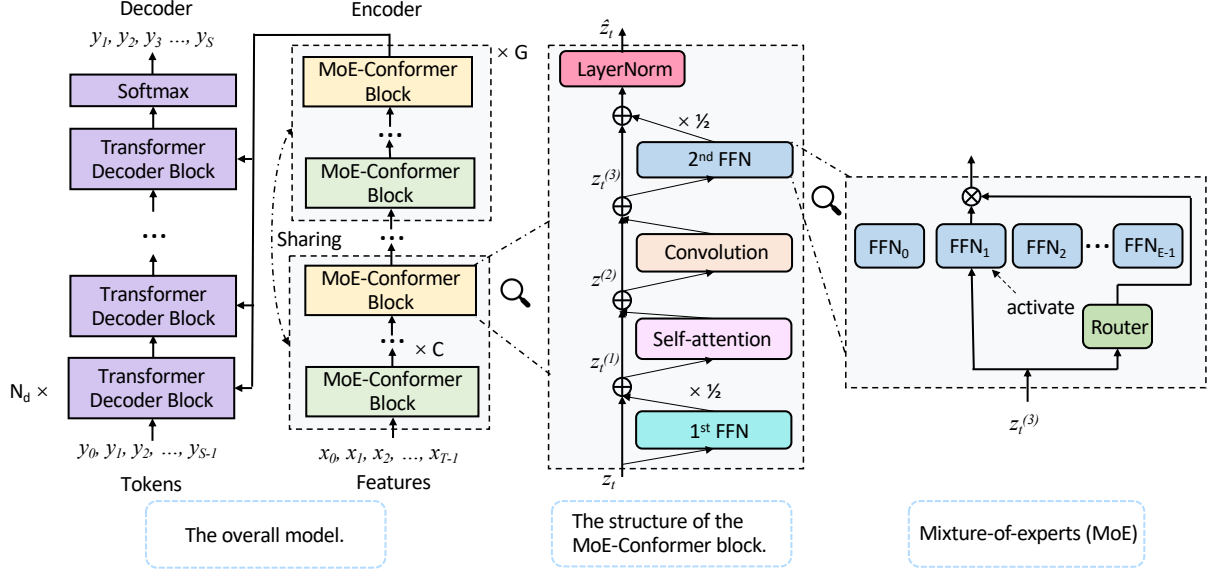 Decoder
y1, y2, y3 ..., yS
Softmax
Transformer
Decoder Block
...
Transformer
Decoder Block
Nd ×
Transformer
Decoder Block
y0, y1, y2, ..., yS-1
Tokens
Encoder
× G
MoE-Conformer
Block
...
MoE-Conformer
Block
Sharing
...
MoE-Conformer
Block
...
× C
MoE-Conformer
Block
x0, x1, x2, ..., xT-1
Features
The overall model.
ẑt
LayerNorm
× ½
2nd FFN
zt(3)
Convolution
z(2)
Self-attention
zt(1)
× ½
1st FFN
zt
The structure of the
MoE-Conformer block.
FFN0
FFN1
FFN2
...
FFNE-1
activate
Router
zt(3)
Mixture-of-experts (MoE)